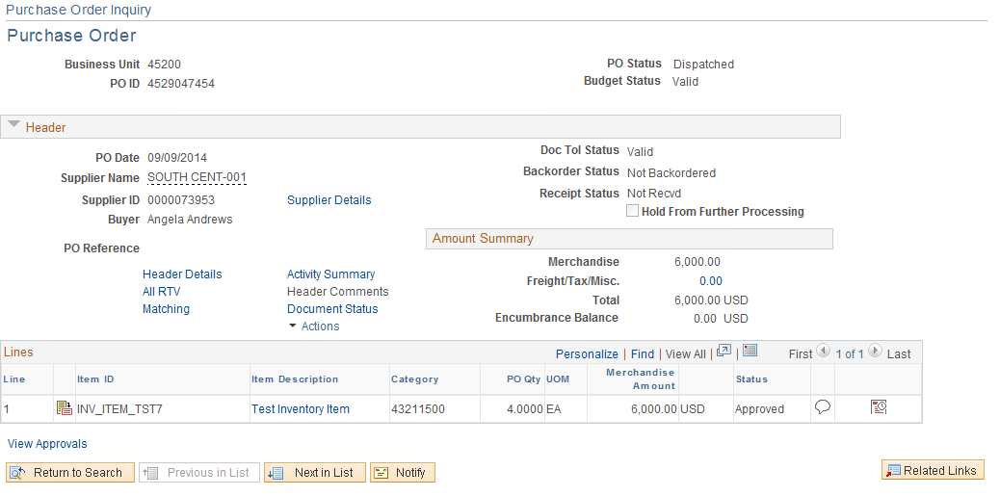 Purchase Order Inquiry
Purchase Order
Business Unit 45200 PO Status Dispatched
PO ID 4529047454 Budget Status Valid
Header
PO Date 09/09/2014 Doc Tol Status Valid
Supplier Name SOUTH CENT-001 Backorder Status Not Backordered
Supplier ID 0000073953 Supplier Details Receipt Status Not Recvd
Buyer Angela Andrews Hold From Further Processing
PO Reference
Header Details Activity Summary
All RTV Header Comments
Matching Document Status
Actions
Amount Summary
Merchandise 6,000.00
Freight/Tax/Misc. 0.00
Total 6,000.00 USD
Encumbrance Balance 0.00 USD
Lines Personalize | Find | View All | | First 1 of 1 Last
Line Item ID Item Description Category PO Qty UOM Merchandise Amount Status
1 INV_ITEM_TST7 Test Inventory Item 43211500 4.0000 EA 6,000.00 USD Approved
View Approvals
Return to Search Previous in List Next in List Notify Related Links